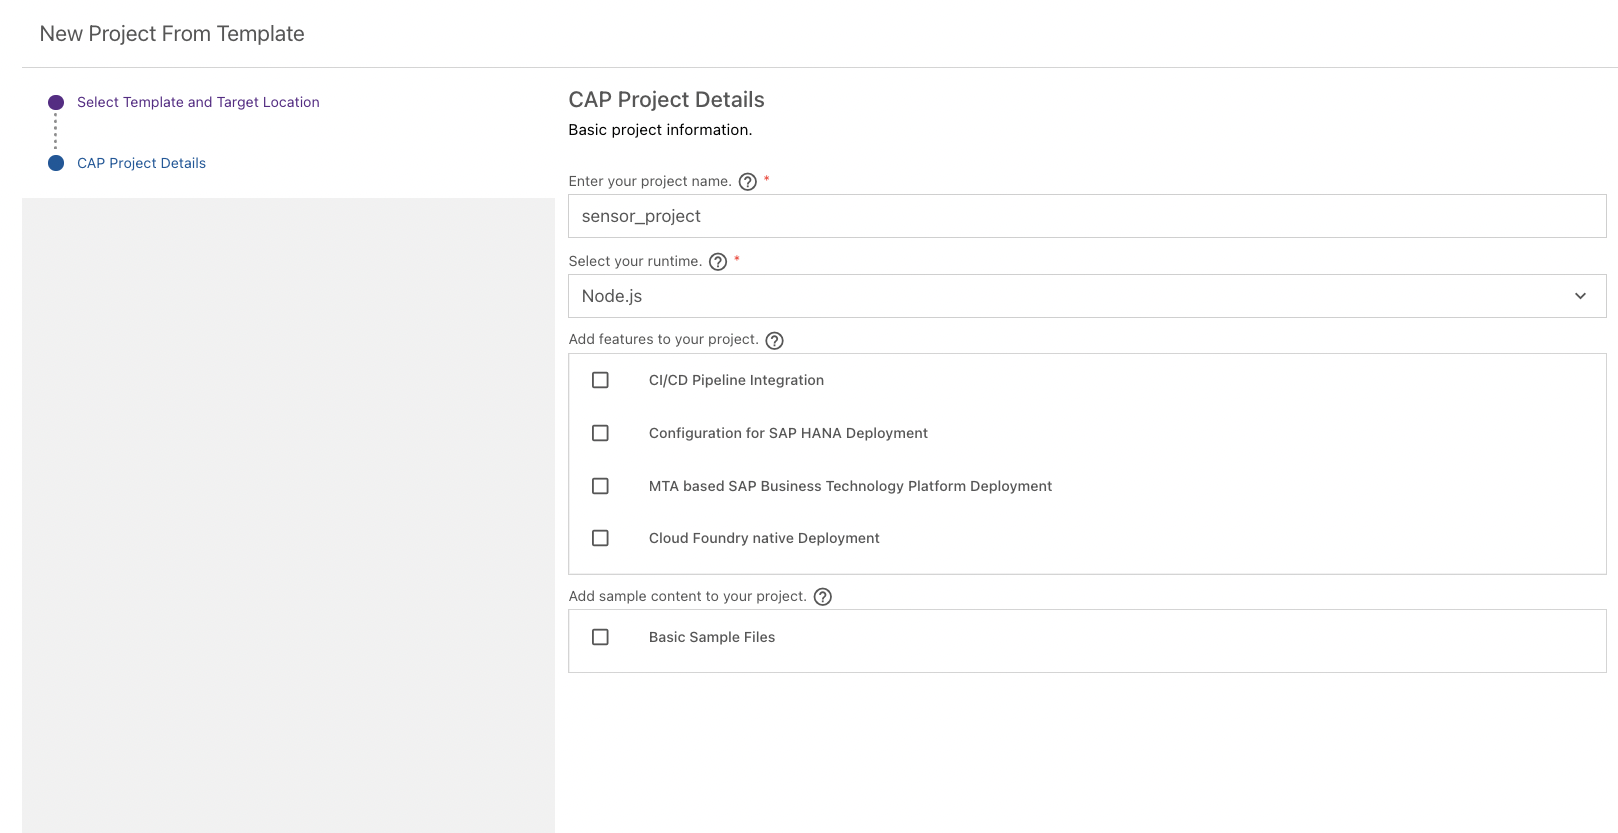 New Project From Template
Select Template and Target Location
CAP Project Details
CAP Project Details
Basic project information.
Enter your project name. *
sensor_project
Select your runtime. *
Node.js
Add features to your project.
CI/CD Pipeline Integration
Configuration for SAP HANA Deployment
MTA based SAP Business Technology Platform Deployment
Cloud Foundry native Deployment
Add sample content to your project.
Basic Sample Files